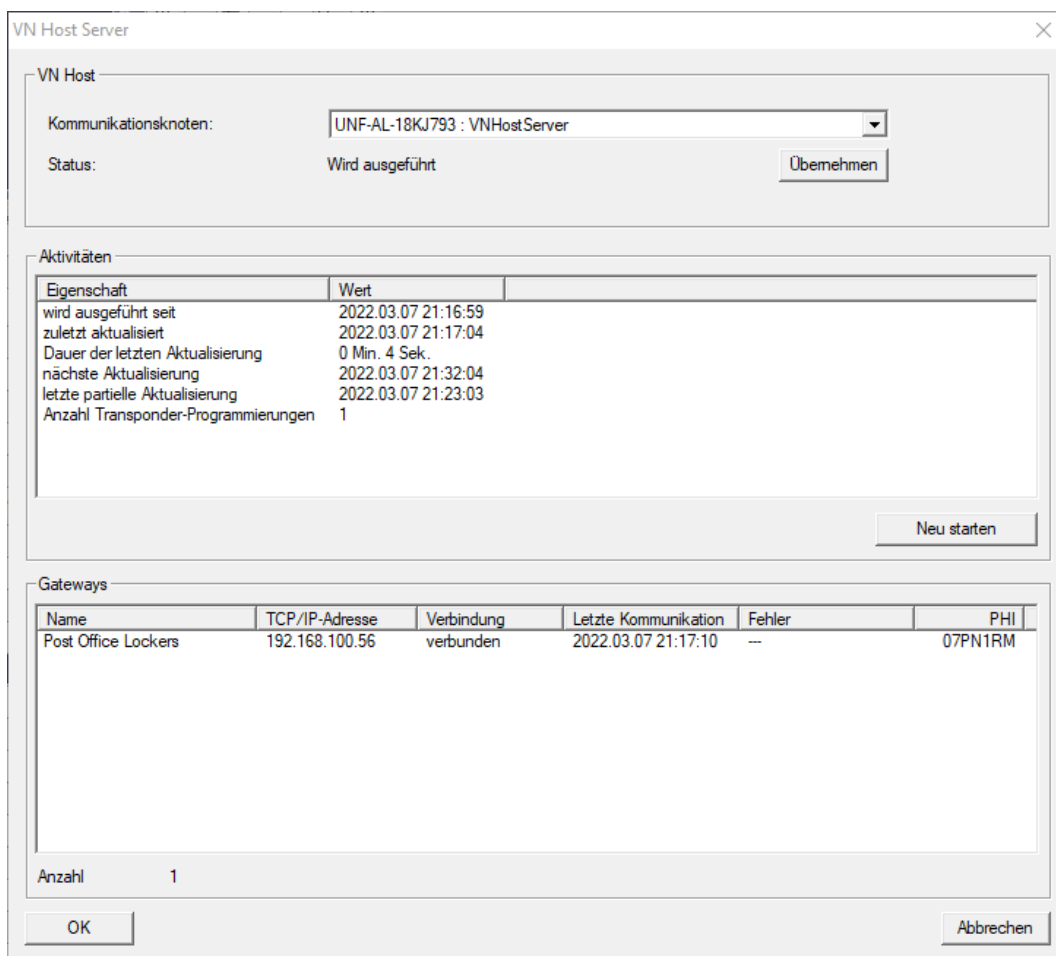 VN Host Server
VN Host
Kommunikationsknoten: UNF-AL-18KJ793 : VNHostServer
Status: Wird ausgeführt Übernehmen
Aktivitäten
Eigenschaft Wert
wird ausgeführt seit 2022.03.07 21:16:59
zuletzt aktualisiert 2022.03.07 21:17:04
Dauer der letzten Aktualisierung 0 Min. 4 Sek.
nächste Aktualisierung 2022.03.07 21:32:04
letzte partielle Aktualisierung 2022.03.07 21:23:03
Anzahl Transponder-Programmierungen 1
Neu starten
Gateways
Name TCP/IP-Adresse Verbindung Letzte Kommunikation Fehler PHI
Post Office Lockers 192.168.100.56 verbunden 2022.03.07 21:17:10 --- 07PN1RM
Anzahl 1
OK Abbrechen